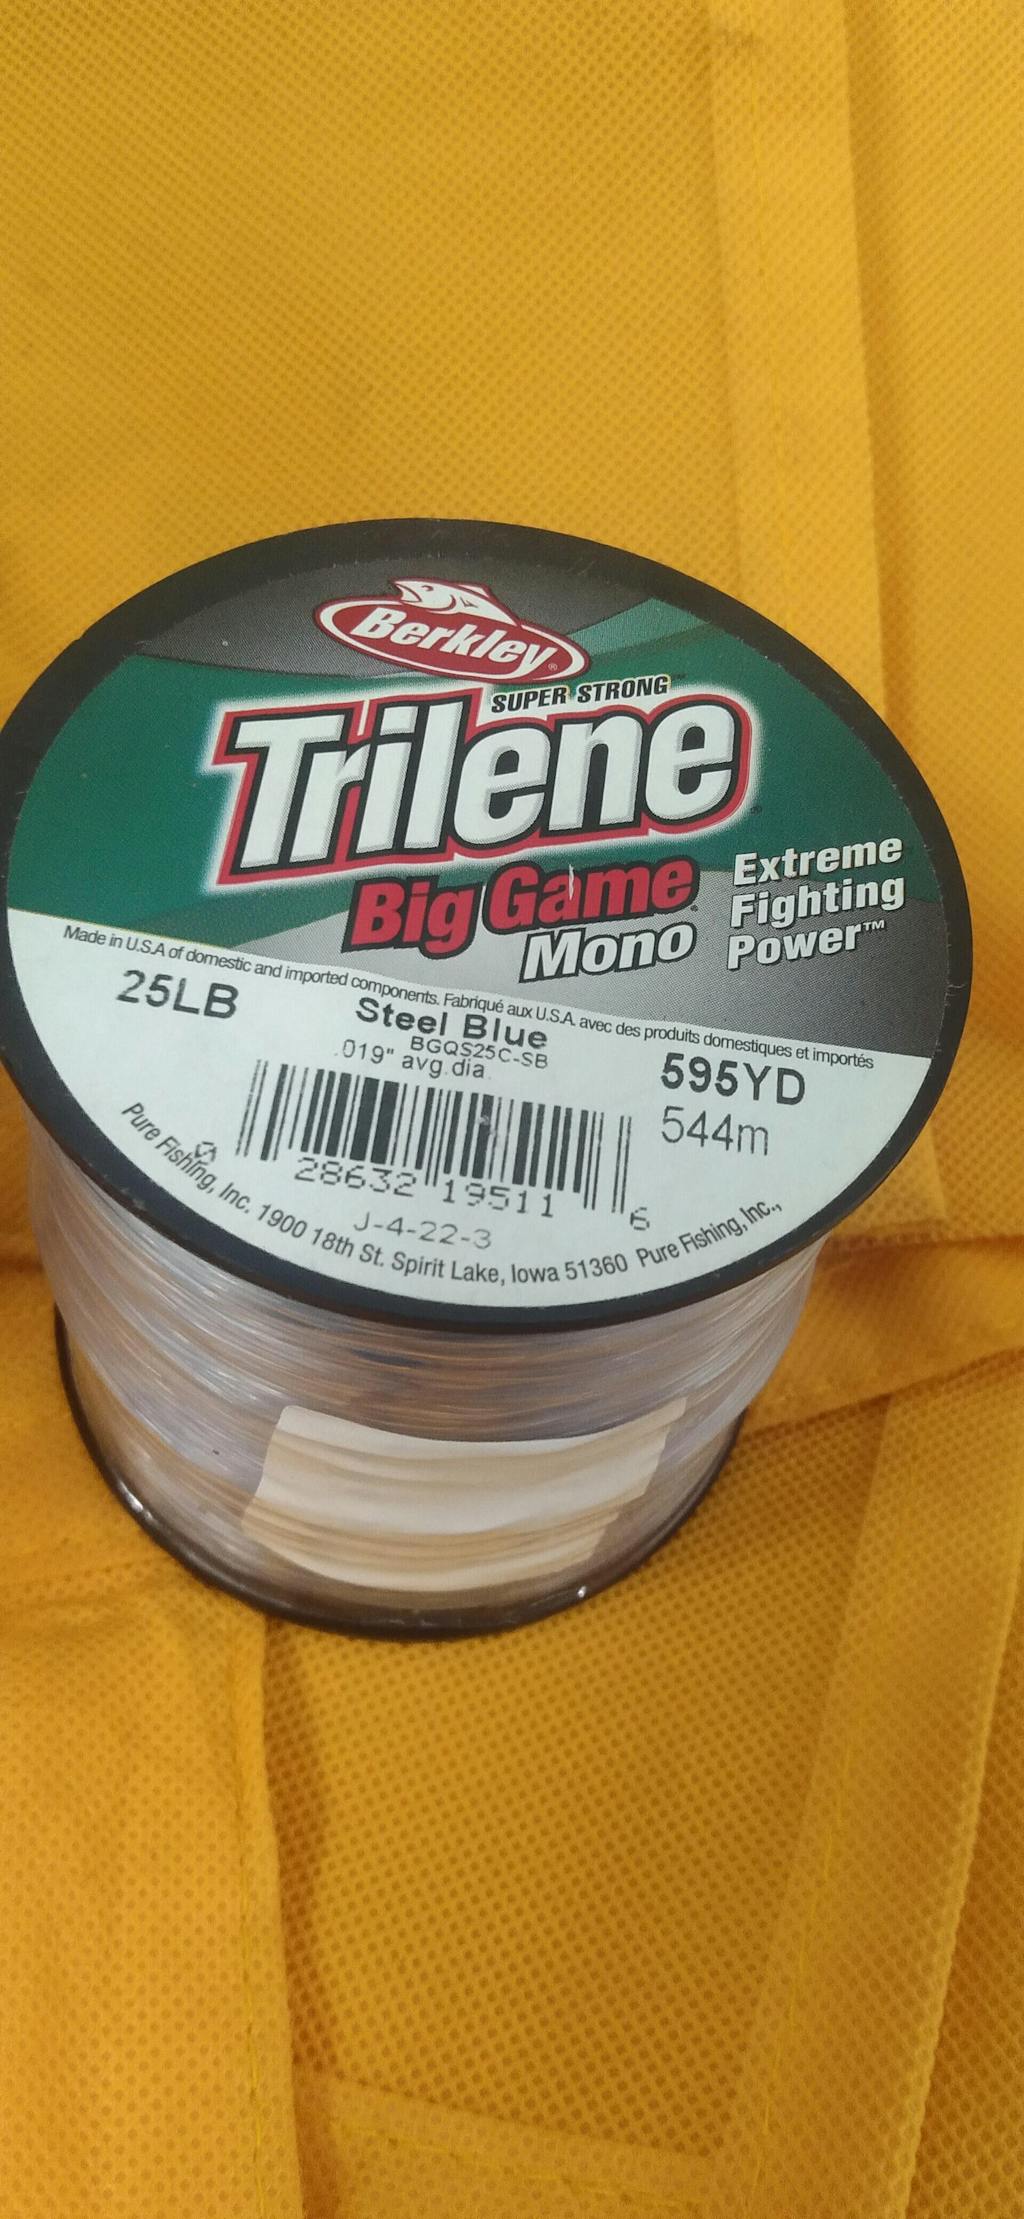 Berkley®
SUPER STRONG™
Trilene®
Big Game®
Mono
Extreme
Fighting
Power™
Made in U.S.A of domestic and imported components. Fabriqué aux U.S.A. avec des produits domestiques et importés
25LB
Steel Blue
BGQS25C-SB
.019" avg.dia.
595YD
544m
28632 19511 6
J-4-22-3
Pure Fishing, Inc. 1900 18th St. Spirit Lake, Iowa 51360 Pure Fishing, Inc.,